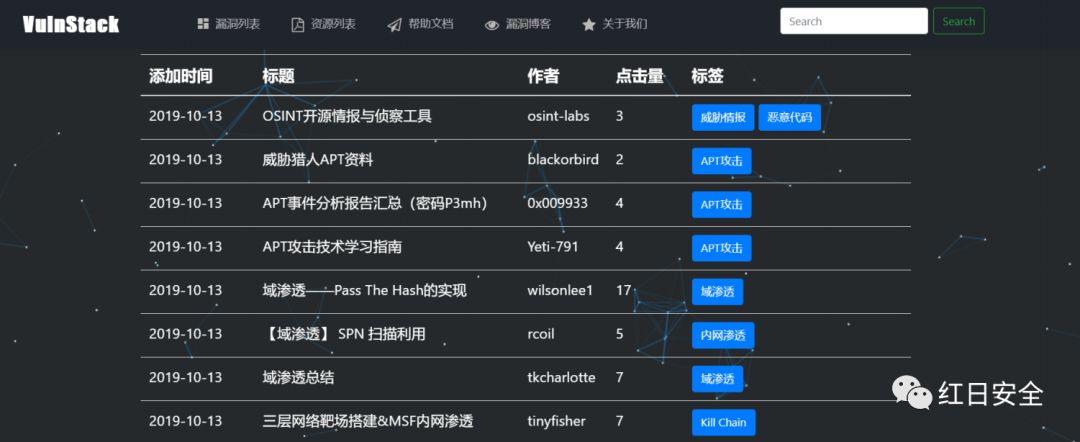 VulnStack 漏洞列表 资源列表 帮助文档 漏洞博客 关于我们 Search Search
添加时间 标题 作者 点击量 标签
2019-10-13 OSINT开源情报与侦察工具 osint-labs 3 威胁情报 恶意代码
2019-10-13 威胁猎人APT资料 blackorbird 2 APT攻击
2019-10-13 APT事件分析报告汇总（密码P3mh） 0x009933 4 APT攻击
2019-10-13 APT攻击技术学习指南 Yeti-791 4 APT攻击
2019-10-13 域渗透——Pass The Hash的实现 wilsonlee1 17 域渗透
2019-10-13 【域渗透】 SPN 扫描利用 rcoil 5 内网渗透
2019-10-13 域渗透总结 tkcharlotte 7 域渗透
2019-10-13 三层网络靶场搭建&MSF内网渗透 tinyfisher 7 Kill Chain
红日安全